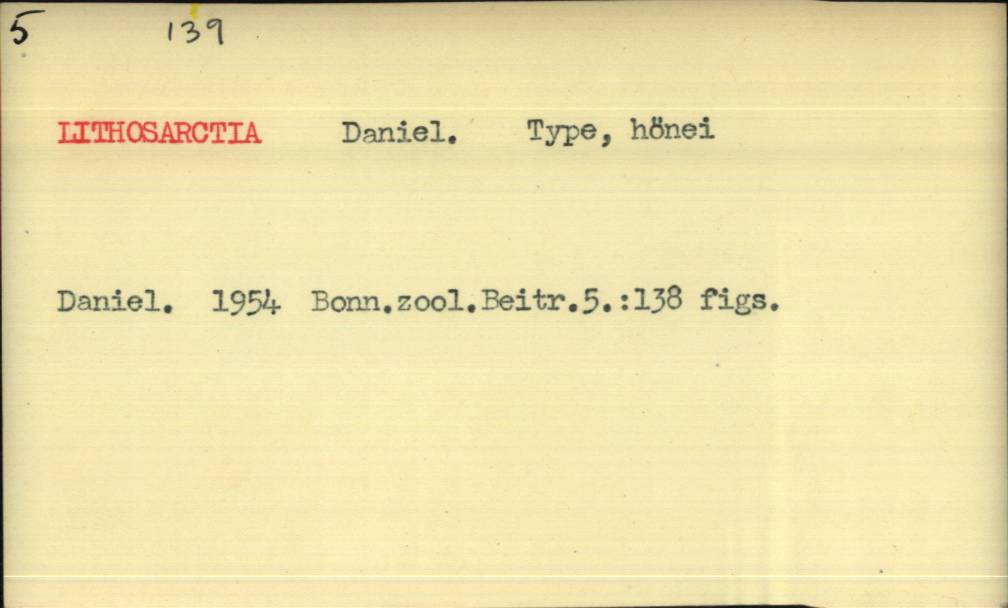 5 139
LITHOSARCTIA Daniel. Type, hönei
Daniel. 1954 Bonn.zool.Beitr.5.:138 figs.